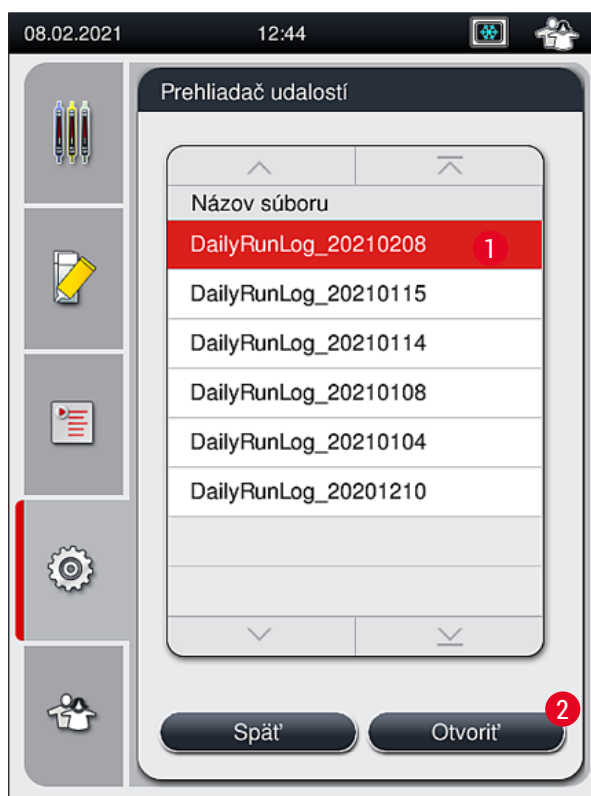 08.02.2021 12:44
Prehliadač udalostí
Názov súboru
DailyRunLog_20210208 1
DailyRunLog_20210115
DailyRunLog_20210114
DailyRunLog_20210108
DailyRunLog_20210104
DailyRunLog_20201210
2
Späť Otvoriť